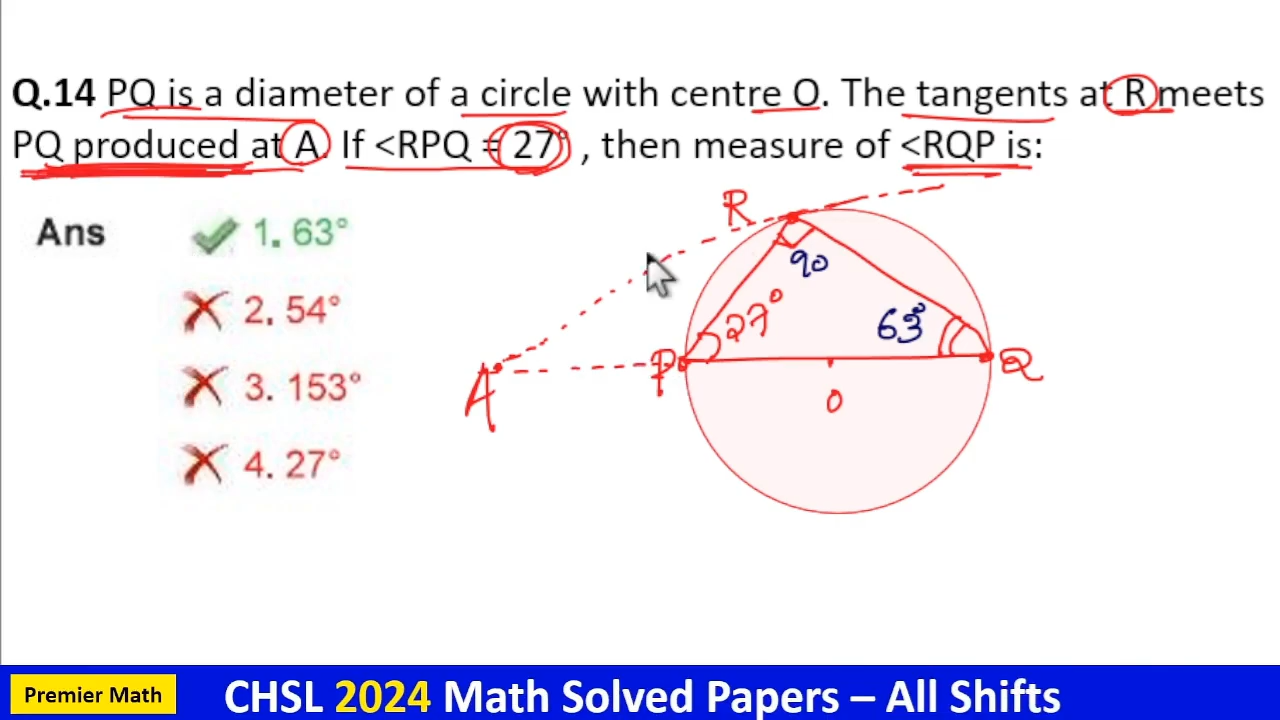 Q.14 PQ is a diameter of a circle with centre O. The tangents at R meets
PQ produced at A. If <RPQ = 27° , then measure of <RQP is:
Ans
1. 63°
2. 54°
3. 153°
4. 27°
R
90
27°
63°
A
P
Q
O
Premier Math
CHSL 2024 Math Solved Papers – All Shifts